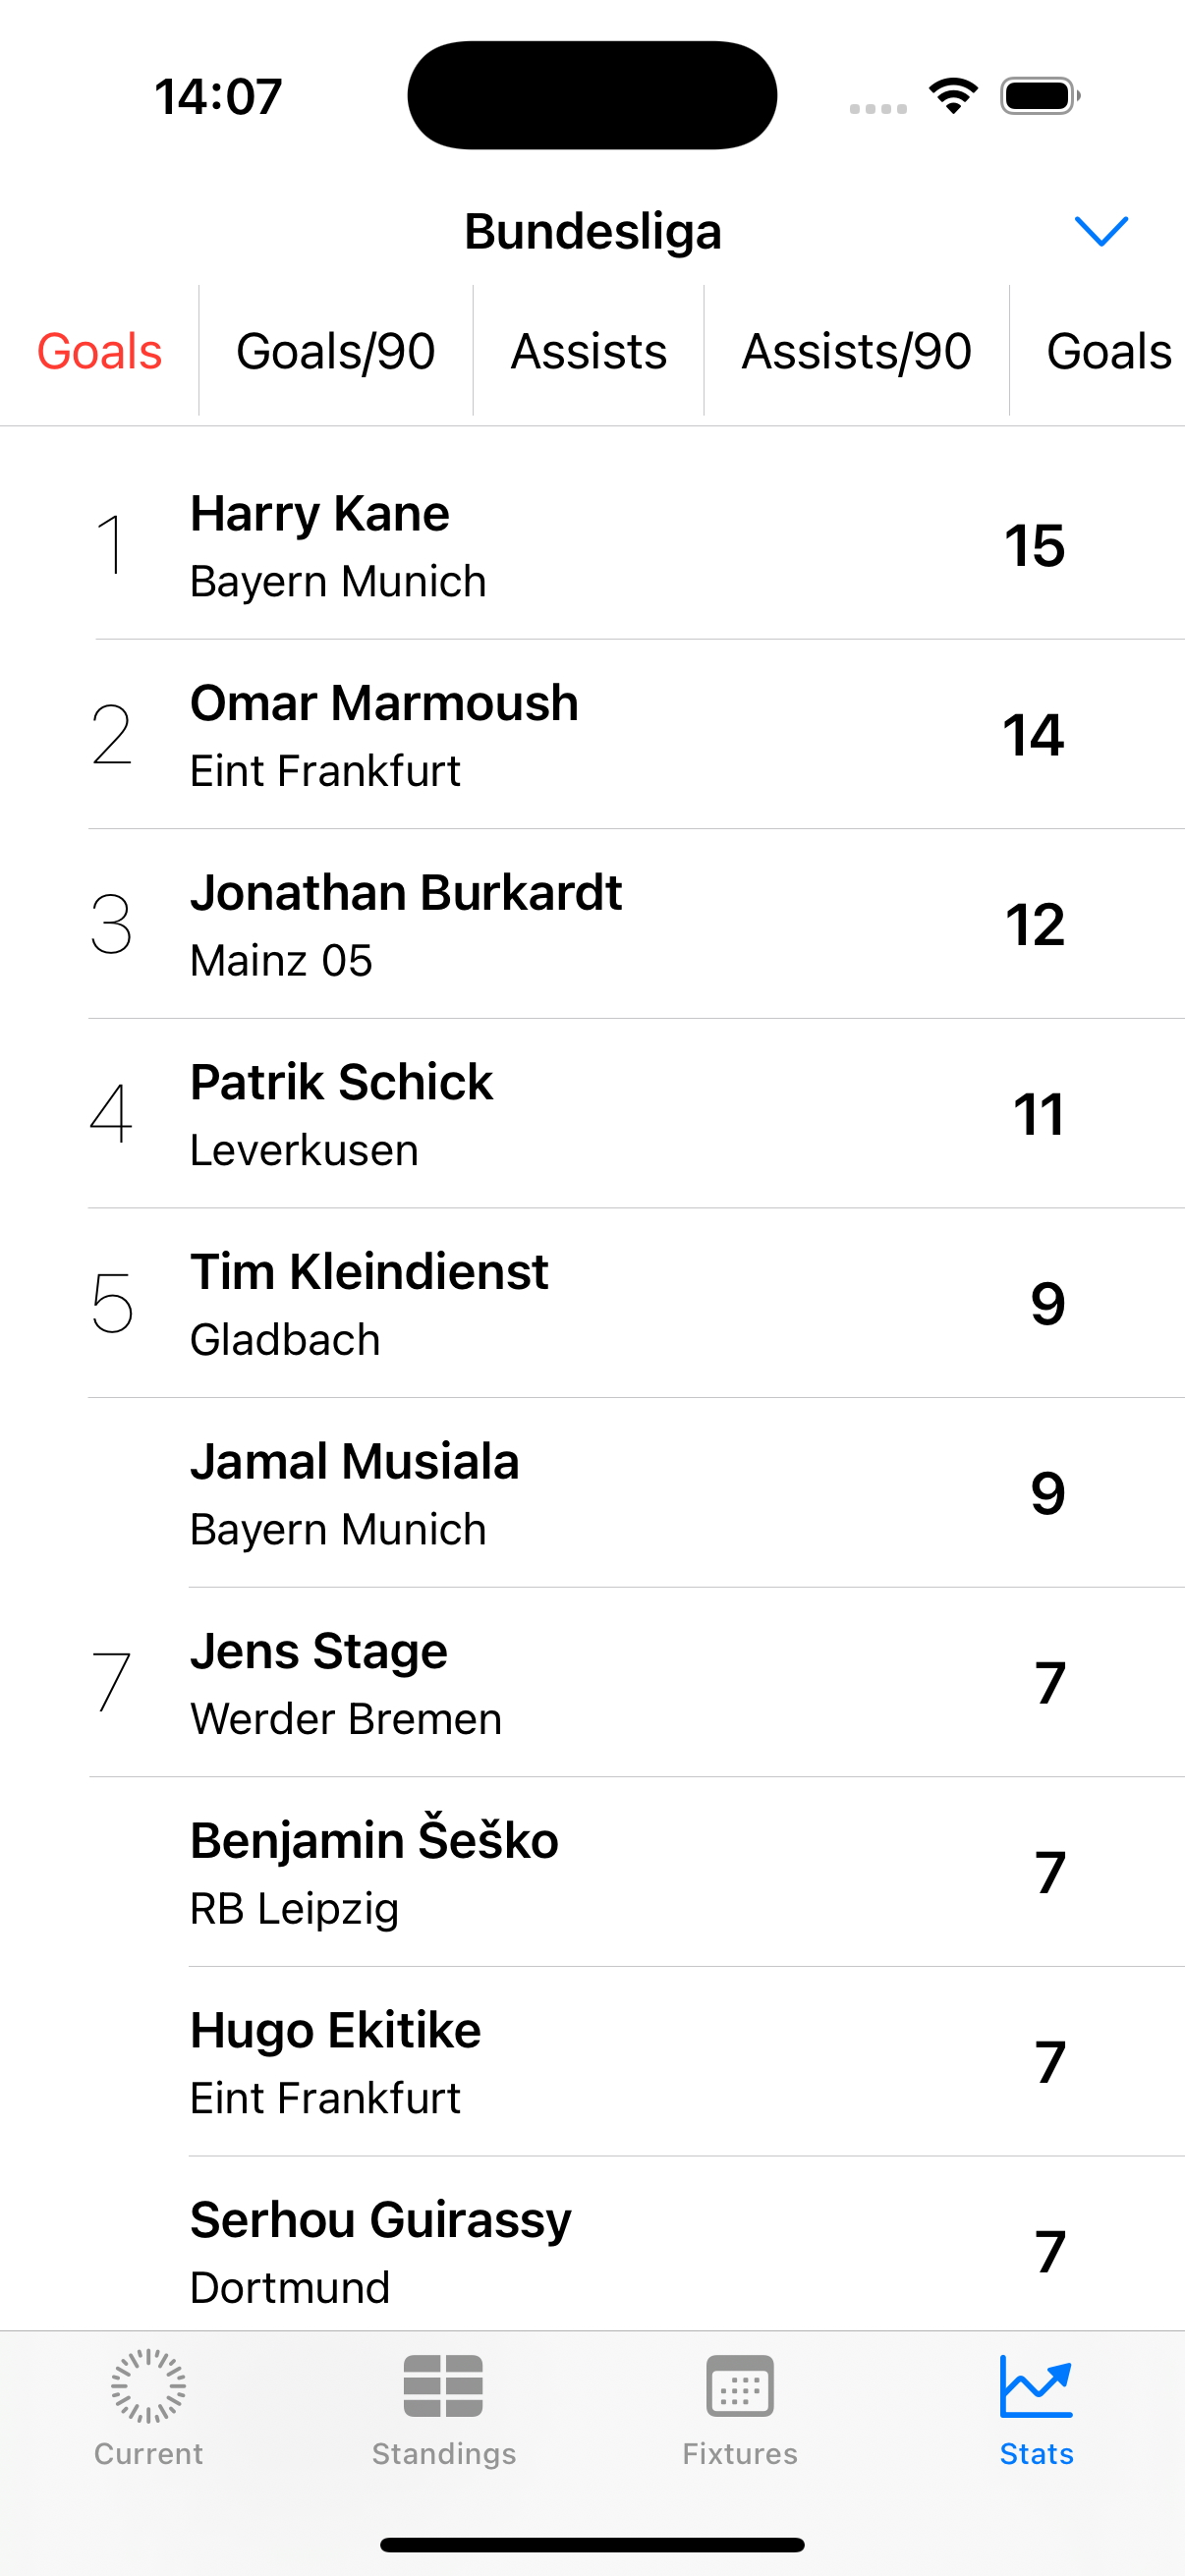 14:07
Bundesliga
Goals
Goals/90
Assists
Assists/90
Goals
1
Harry Kane
Bayern Munich
15
2
Omar Marmoush
Eint Frankfurt
14
3
Jonathan Burkardt
Mainz 05
12
4
Patrik Schick
Leverkusen
11
5
Tim Kleindienst
Gladbach
9
Jamal Musiala
Bayern Munich
9
7
Jens Stage
Werder Bremen
7
Benjamin Šeško
RB Leipzig
7
Hugo Ekitike
Eint Frankfurt
7
Serhou Guirassy
Dortmund
7
Current
Standings
Fixtures
Stats